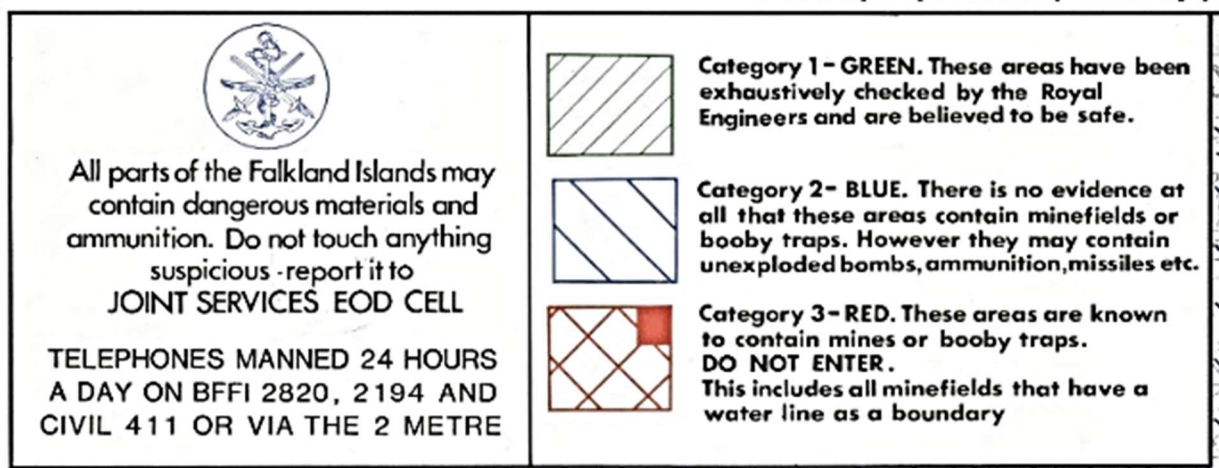 All parts of the Falkland Islands may
contain dangerous materials and
ammunition. Do not touch anything
suspicious - report it to
JOINT SERVICES EOD CELL
TELEPHONES MANNED 24 HOURS
A DAY ON BFFI 2820, 2194 AND
CIVIL 411 OR VIA THE 2 METRE
Category 1 - GREEN. These areas have been
exhaustively checked by the Royal
Engineers and are believed to be safe.
Category 2 - BLUE. There is no evidence at
all that these areas contain minefields or
booby traps. However they may contain
unexploded bombs, ammunition, missiles etc.
Category 3 - RED. These areas are known
to contain mines or booby traps.
DO NOT ENTER.
This includes all minefields that have a
water line as a boundary